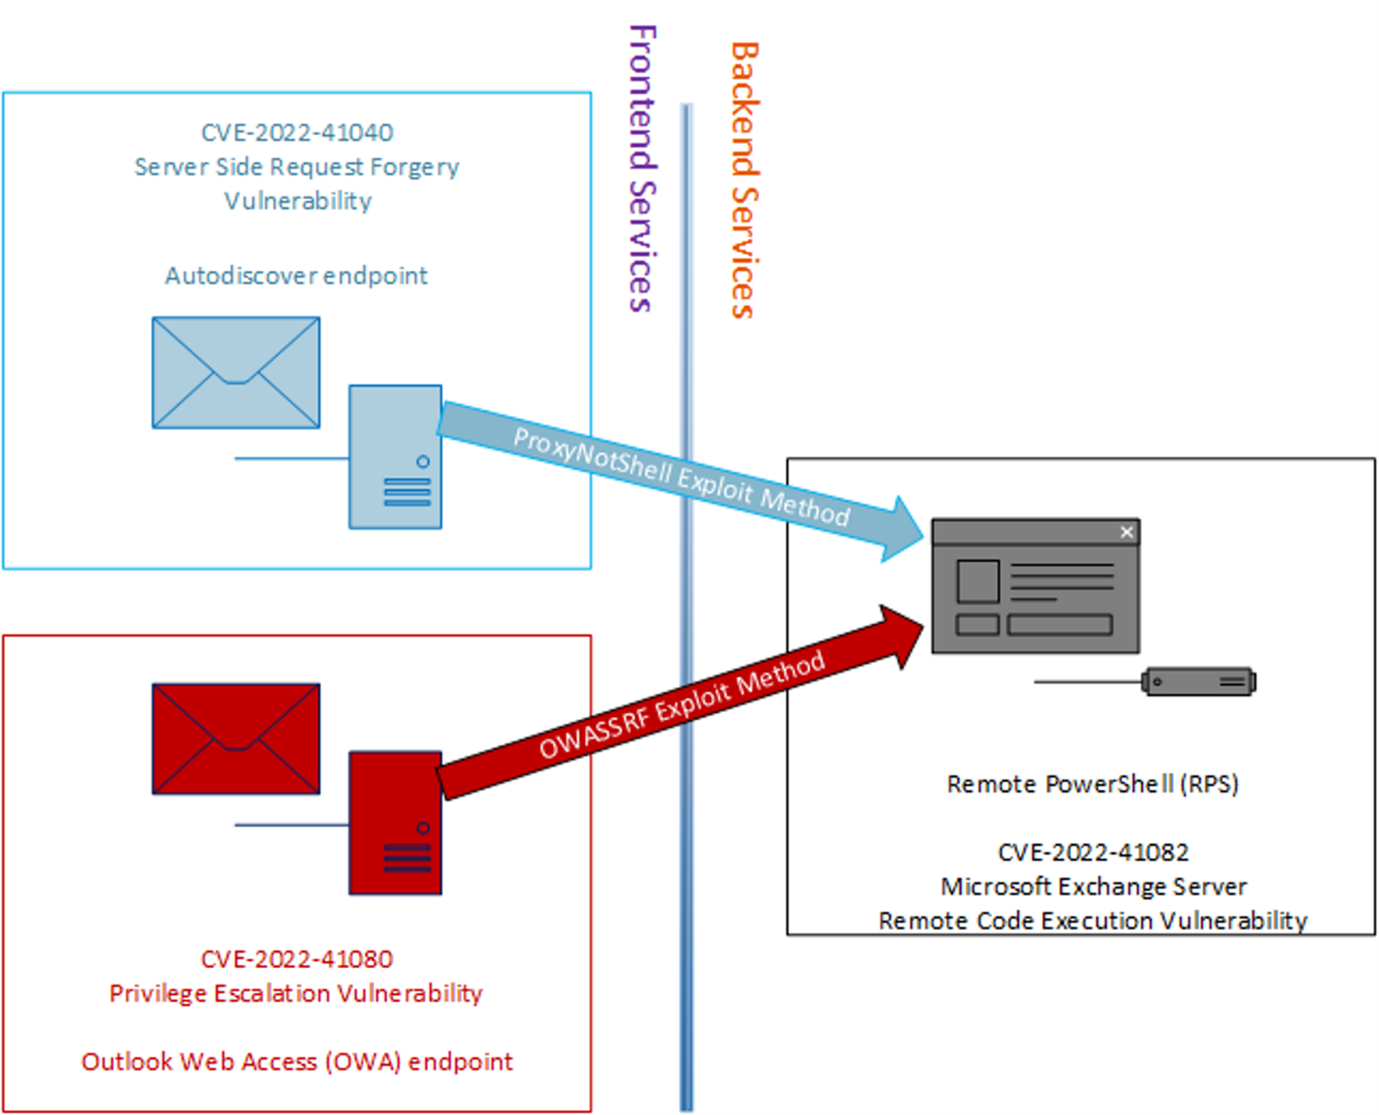 Frontend Services
Backend Services
CVE-2022-41040
Server Side Request Forgery
Vulnerability
Autodiscover endpoint
ProxyNotShell Exploit Method
OWASSRF Exploit Method
Remote PowerShell (RPS)
CVE-2022-41082
Microsoft Exchange Server
Remote Code Execution Vulnerability
CVE-2022-41080
Privilege Escalation Vulnerability
Outlook Web Access (OWA) endpoint